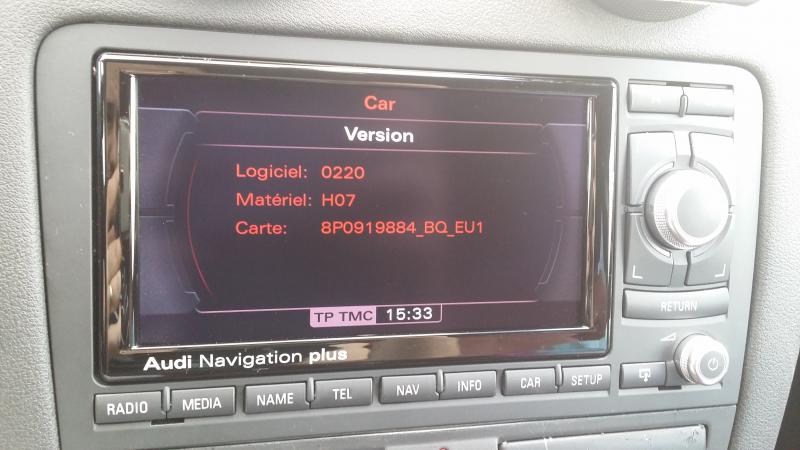 Car
Version
Logiciel: 0220
Matériel: H07
Carte: 8P0919884_BQ_EU1
TP TMC 15:33
Audi Navigation plus
RETURN
RADIO MEDIA NAME TEL NAV INFO CAR SETUP